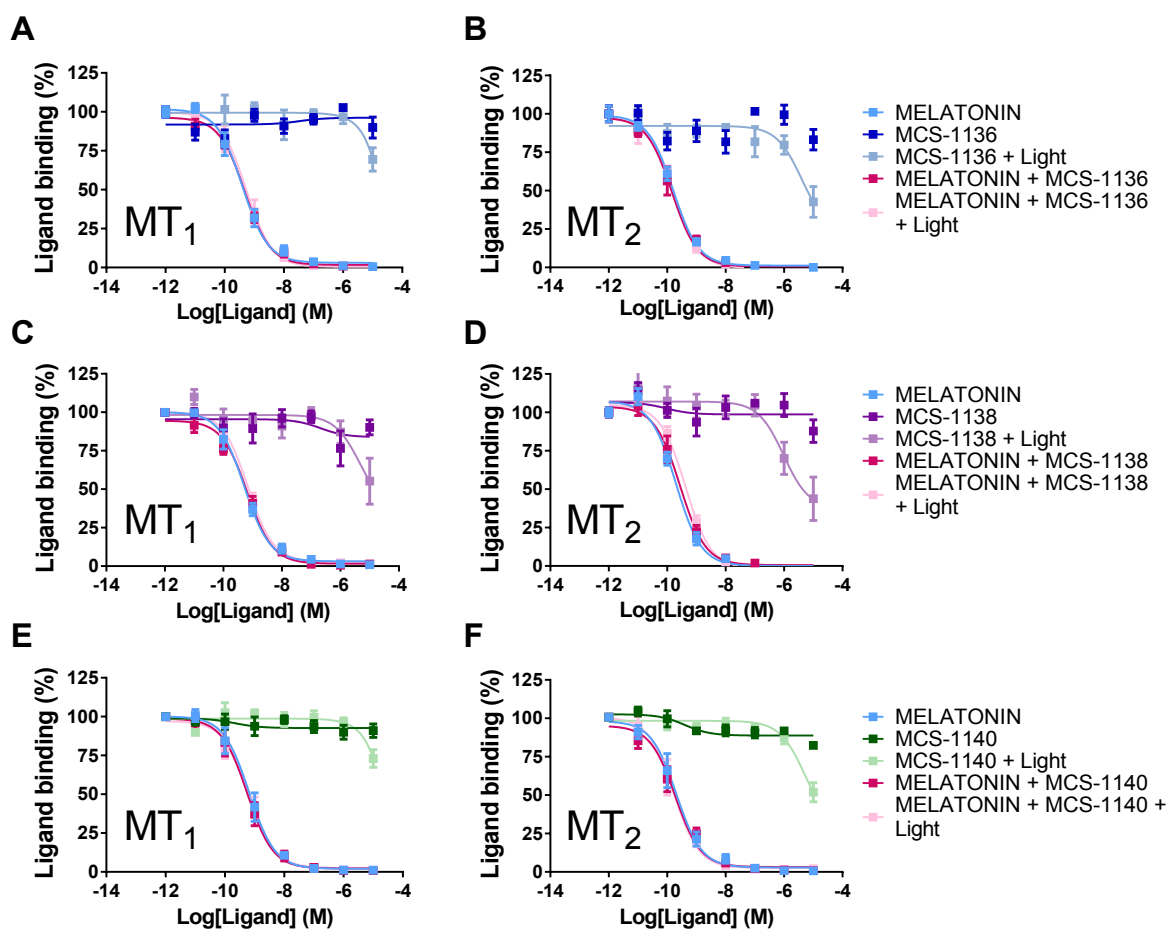 A
B
Ligand binding (%)
125
100
75
50
25
0
MT1
-14
-12
-10
-8
-6
-4
Log[Ligand] (M)
Ligand binding (%)
125
100
75
50
25
0
MT2
-14
-12
-10
-8
-6
-4
Log[Ligand] (M)
MELATONIN
MCS-1136
MCS-1136 + Light
MELATONIN + MCS-1136
MELATONIN + MCS-1136
+ Light
C
D
Ligand binding (%)
125
100
75
50
25
0
MT1
-14
-12
-10
-8
-6
-4
Log[Ligand] (M)
Ligand binding (%)
125
100
75
50
25
0
MT2
-14
-12
-10
-8
-6
-4
Log[Ligand] (M)
MELATONIN
MCS-1138
MCS-1138 + Light
MELATONIN + MCS-1138
MELATONIN + MCS-1138
+ Light
E
F
Ligand binding (%)
125
100
75
50
25
0
MT1
-14
-12
-10
-8
-6
-4
Log[Ligand] (M)
Ligand binding (%)
125
100
75
50
25
0
MT2
-14
-12
-10
-8
-6
-4
Log[Ligand] (M)
MELATONIN
MCS-1140
MCS-1140 + Light
MELATONIN + MCS-1140
MELATONIN + MCS-1140 +
Light